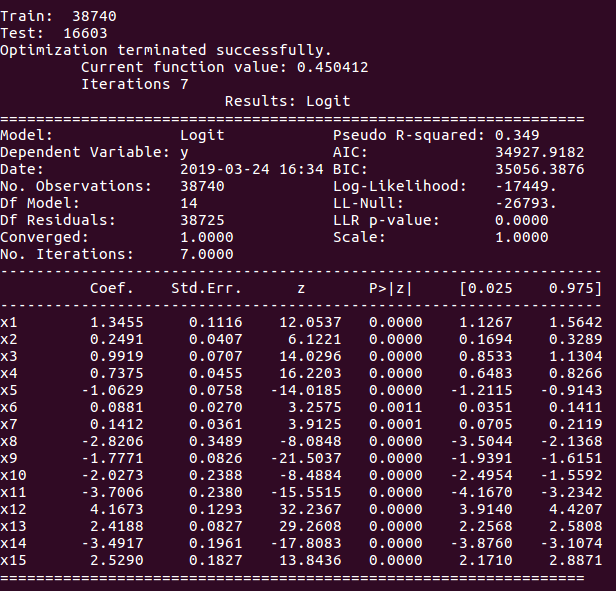 Train:  38740
Test:  16603
Optimization terminated successfully.
         Current function value: 0.450412
         Iterations 7
                         Results: Logit
=================================================================
Model:              Logit            Pseudo R-squared: 0.349
Dependent Variable: y                AIC:              34927.9182
Date:               2019-03-24 16:34 BIC:              35056.3876
No. Observations:   38740            Log-Likelihood:   -17449.
Df Model:           14               LL-Null:          -26793.
Df Residuals:       38725            LLR p-value:      0.0000
Converged:          1.0000           Scale:            1.0000
No. Iterations:     7.0000
-------------------------------------------------------------------
          Coef.    Std.Err.      z       P>|z|     [0.025    0.975]
-------------------------------------------------------------------
x1        1.3455     0.1116   12.0537    0.0000    1.1267    1.5642
x2        0.2491     0.0407    6.1221    0.0000    0.1694    0.3289
x3        0.9919     0.0707   14.0296    0.0000    0.8533    1.1304
x4        0.7375     0.0455   16.2203    0.0000    0.6483    0.8266
x5       -1.0629     0.0758  -14.0185    0.0000   -1.2115   -0.9143
x6        0.0881     0.0270    3.2575    0.0011    0.0351    0.1411
x7        0.1412     0.0361    3.9125    0.0001    0.0705    0.2119
x8       -2.8206     0.3489   -8.0848    0.0000   -3.5044   -2.1368
x9       -1.7771     0.0826  -21.5037    0.0000   -1.9391   -1.6151
x10      -2.0273     0.2388   -8.4884    0.0000   -2.4954   -1.5592
x11      -3.7006     0.2380  -15.5515    0.0000   -4.1670   -3.2342
x12       4.1673     0.1293   32.2367    0.0000    3.9140    4.4207
x13       2.4188     0.0827   29.2608    0.0000    2.2568    2.5808
x14      -3.4917     0.1961  -17.8083    0.0000   -3.8760   -3.1074
x15       2.5290     0.1827   13.8436    0.0000    2.1710    2.8871
=================================================================